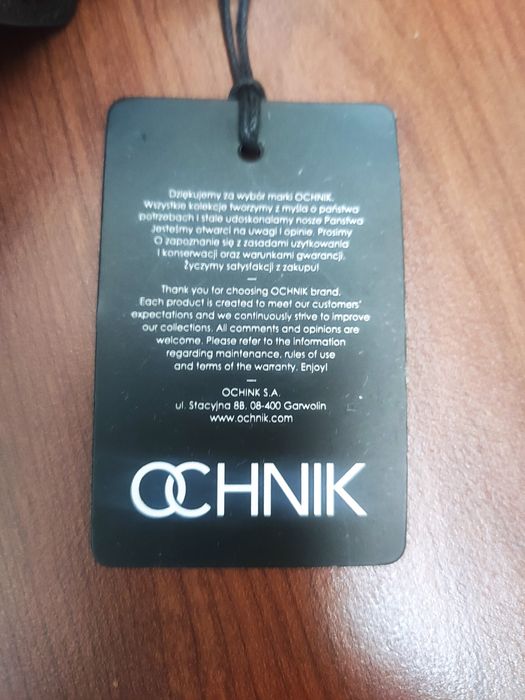 Dziękujemy za wybór marki OCHNIK.
Wszystkie kolekcje tworzymy z myślą o państwa
potrzebach i stale udoskonalamy nasze Państwa
Jesteśmy otwarci na uwagi i opinie. Prosimy
O zapoznanie się z zasadami użytkowania
i konserwacji oraz warunkami gwarancji.
Życzymy satysfakcji z zakupu!
—
Thank you for choosing OCHNIK brand.
Each product is created to meet our customers'
expectations and we continuously strive to improve
our collections. All comments and opinions are
welcome. Please refer to the information
regarding maintenance, rules of use
and terms of the warranty. Enjoy!
—
OCHINK S.A.
ul. Stacyjna 8B, 08-400 Garwolin
www.ochnik.com
OCHNIK